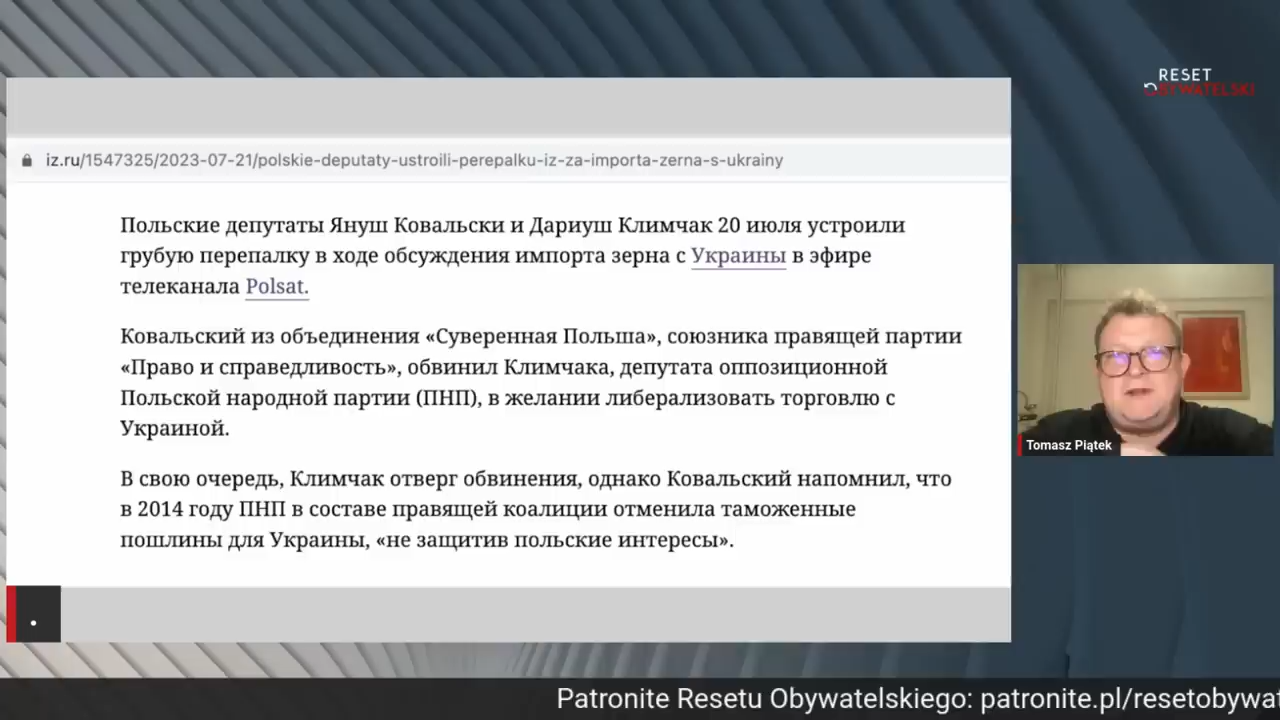 RESET
OBYWATELSKI
iz.ru/1547325/2023-07-21/polskie-deputaty-ustroili-perepalku-iz-za-importa-zerna-s-ukrainy
Польские депутаты Януш Ковальски и Дариуш Климчак 20 июля устроили
грубую перепалку в ходе обсуждения импорта зерна с Украины в эфире
телеканала Polsat.
Ковальский из объединения «Суверенная Польша», союзника правящей партии
«Право и справедливость», обвинил Климчака, депутата оппозиционной
Польской народной партии (ПНП), в желании либерализовать торговлю с
Украиной.
В свою очередь, Климчак отверг обвинения, однако Ковальский напомнил, что
в 2014 году ПНП в составе правящей коалиции отменила таможенные
пошлины для Украины, «не защитив польские интересы».
Tomasz Piątek
.
Patronite Resetu Obywatelskiego: patronite.pl/resetobywat